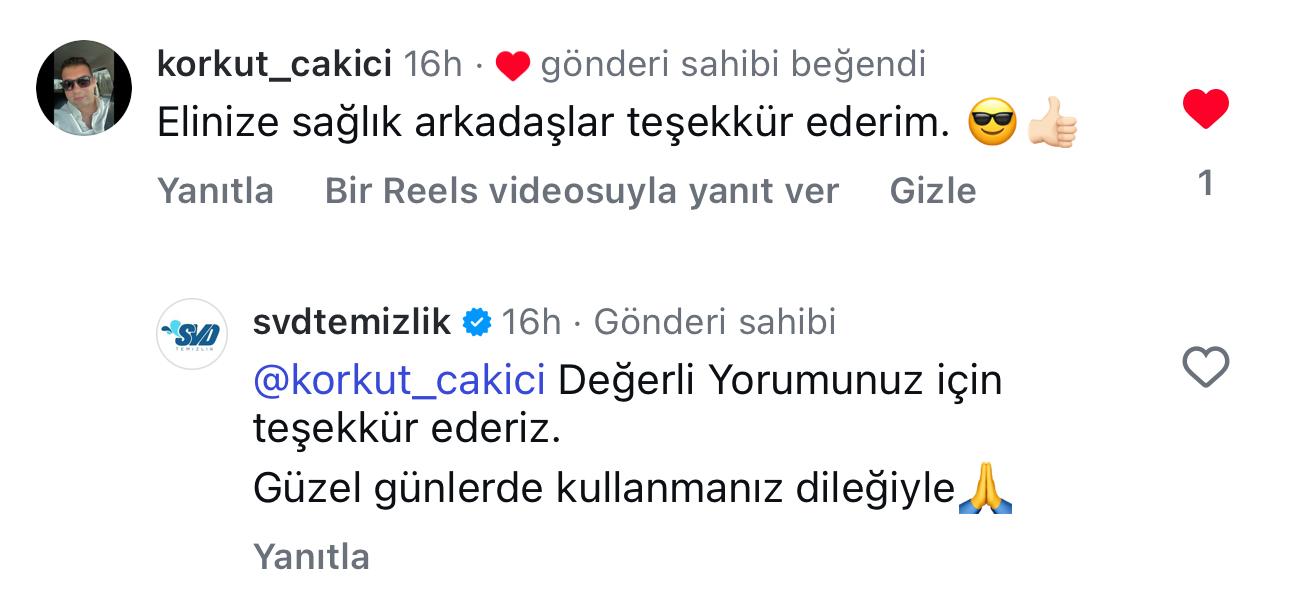 korkut_cakici 16h · ❤️ gönderi sahibi beğendi
Elinize sağlık arkadaşlar teşekkür ederim. 😎👍🏻
Yanıtla Bir Reels videosuyla yanıt ver Gizle
1
SVD
TEMİZLİK
svdtemizlik 16h · Gönderi sahibi
@korkut_cakici Değerli Yorumunuz için
teşekkür ederiz.
Güzel günlerde kullanmanız dileğiyle🙏
Yanıtla